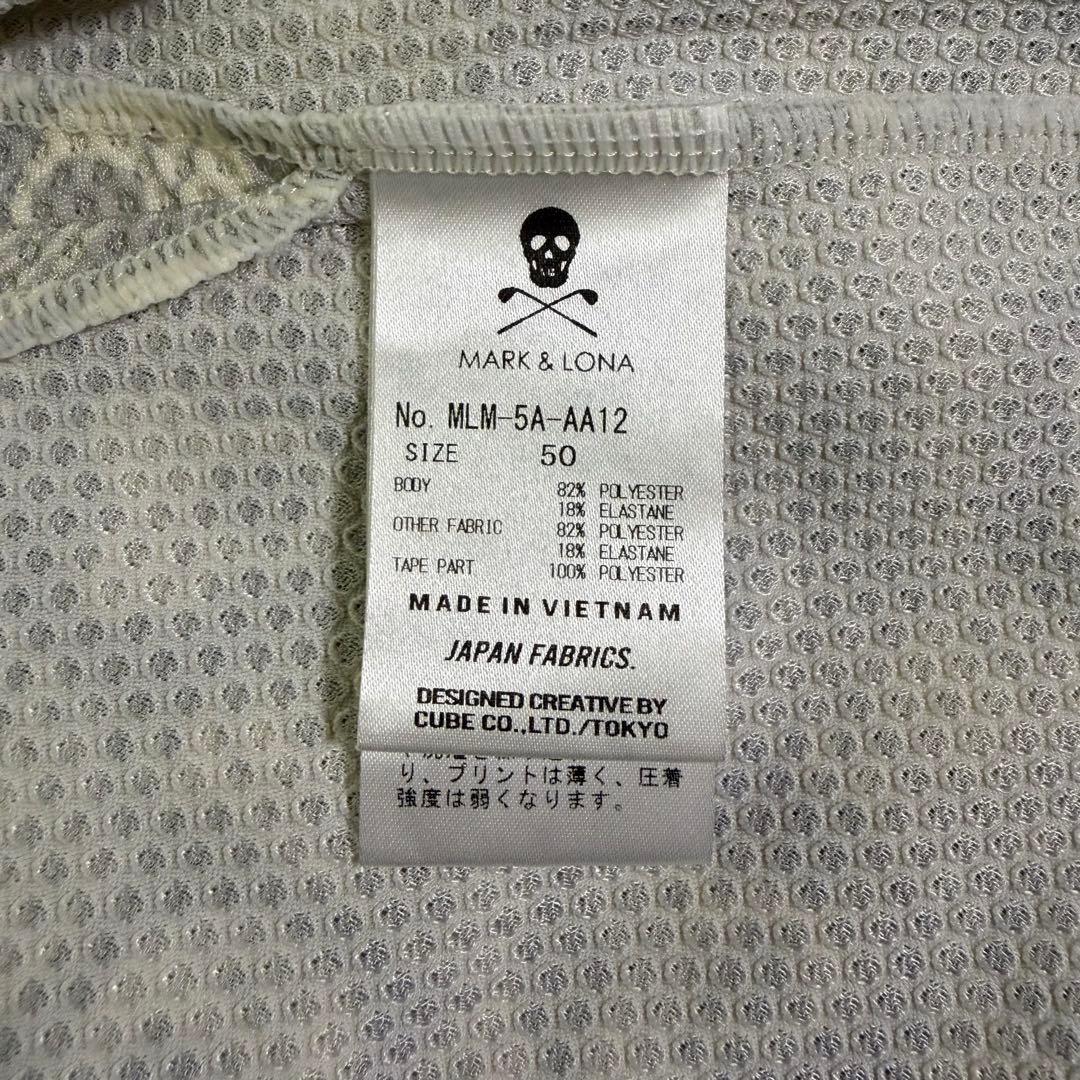 MARK & LONA
No. MLM-5A-AA12
SIZE 50
BODY 82% POLYESTER
18% ELASTANE
OTHER FABRIC 82% POLYESTER
18% ELASTANE
TAPE PART 100% POLYESTER
MADE IN VIETNAM
JAPAN FABRICS.
DESIGNED CREATIVE BY
CUBE CO.,LTD./TOKYO
り、プリントは薄く、圧着
強度は弱くなります。